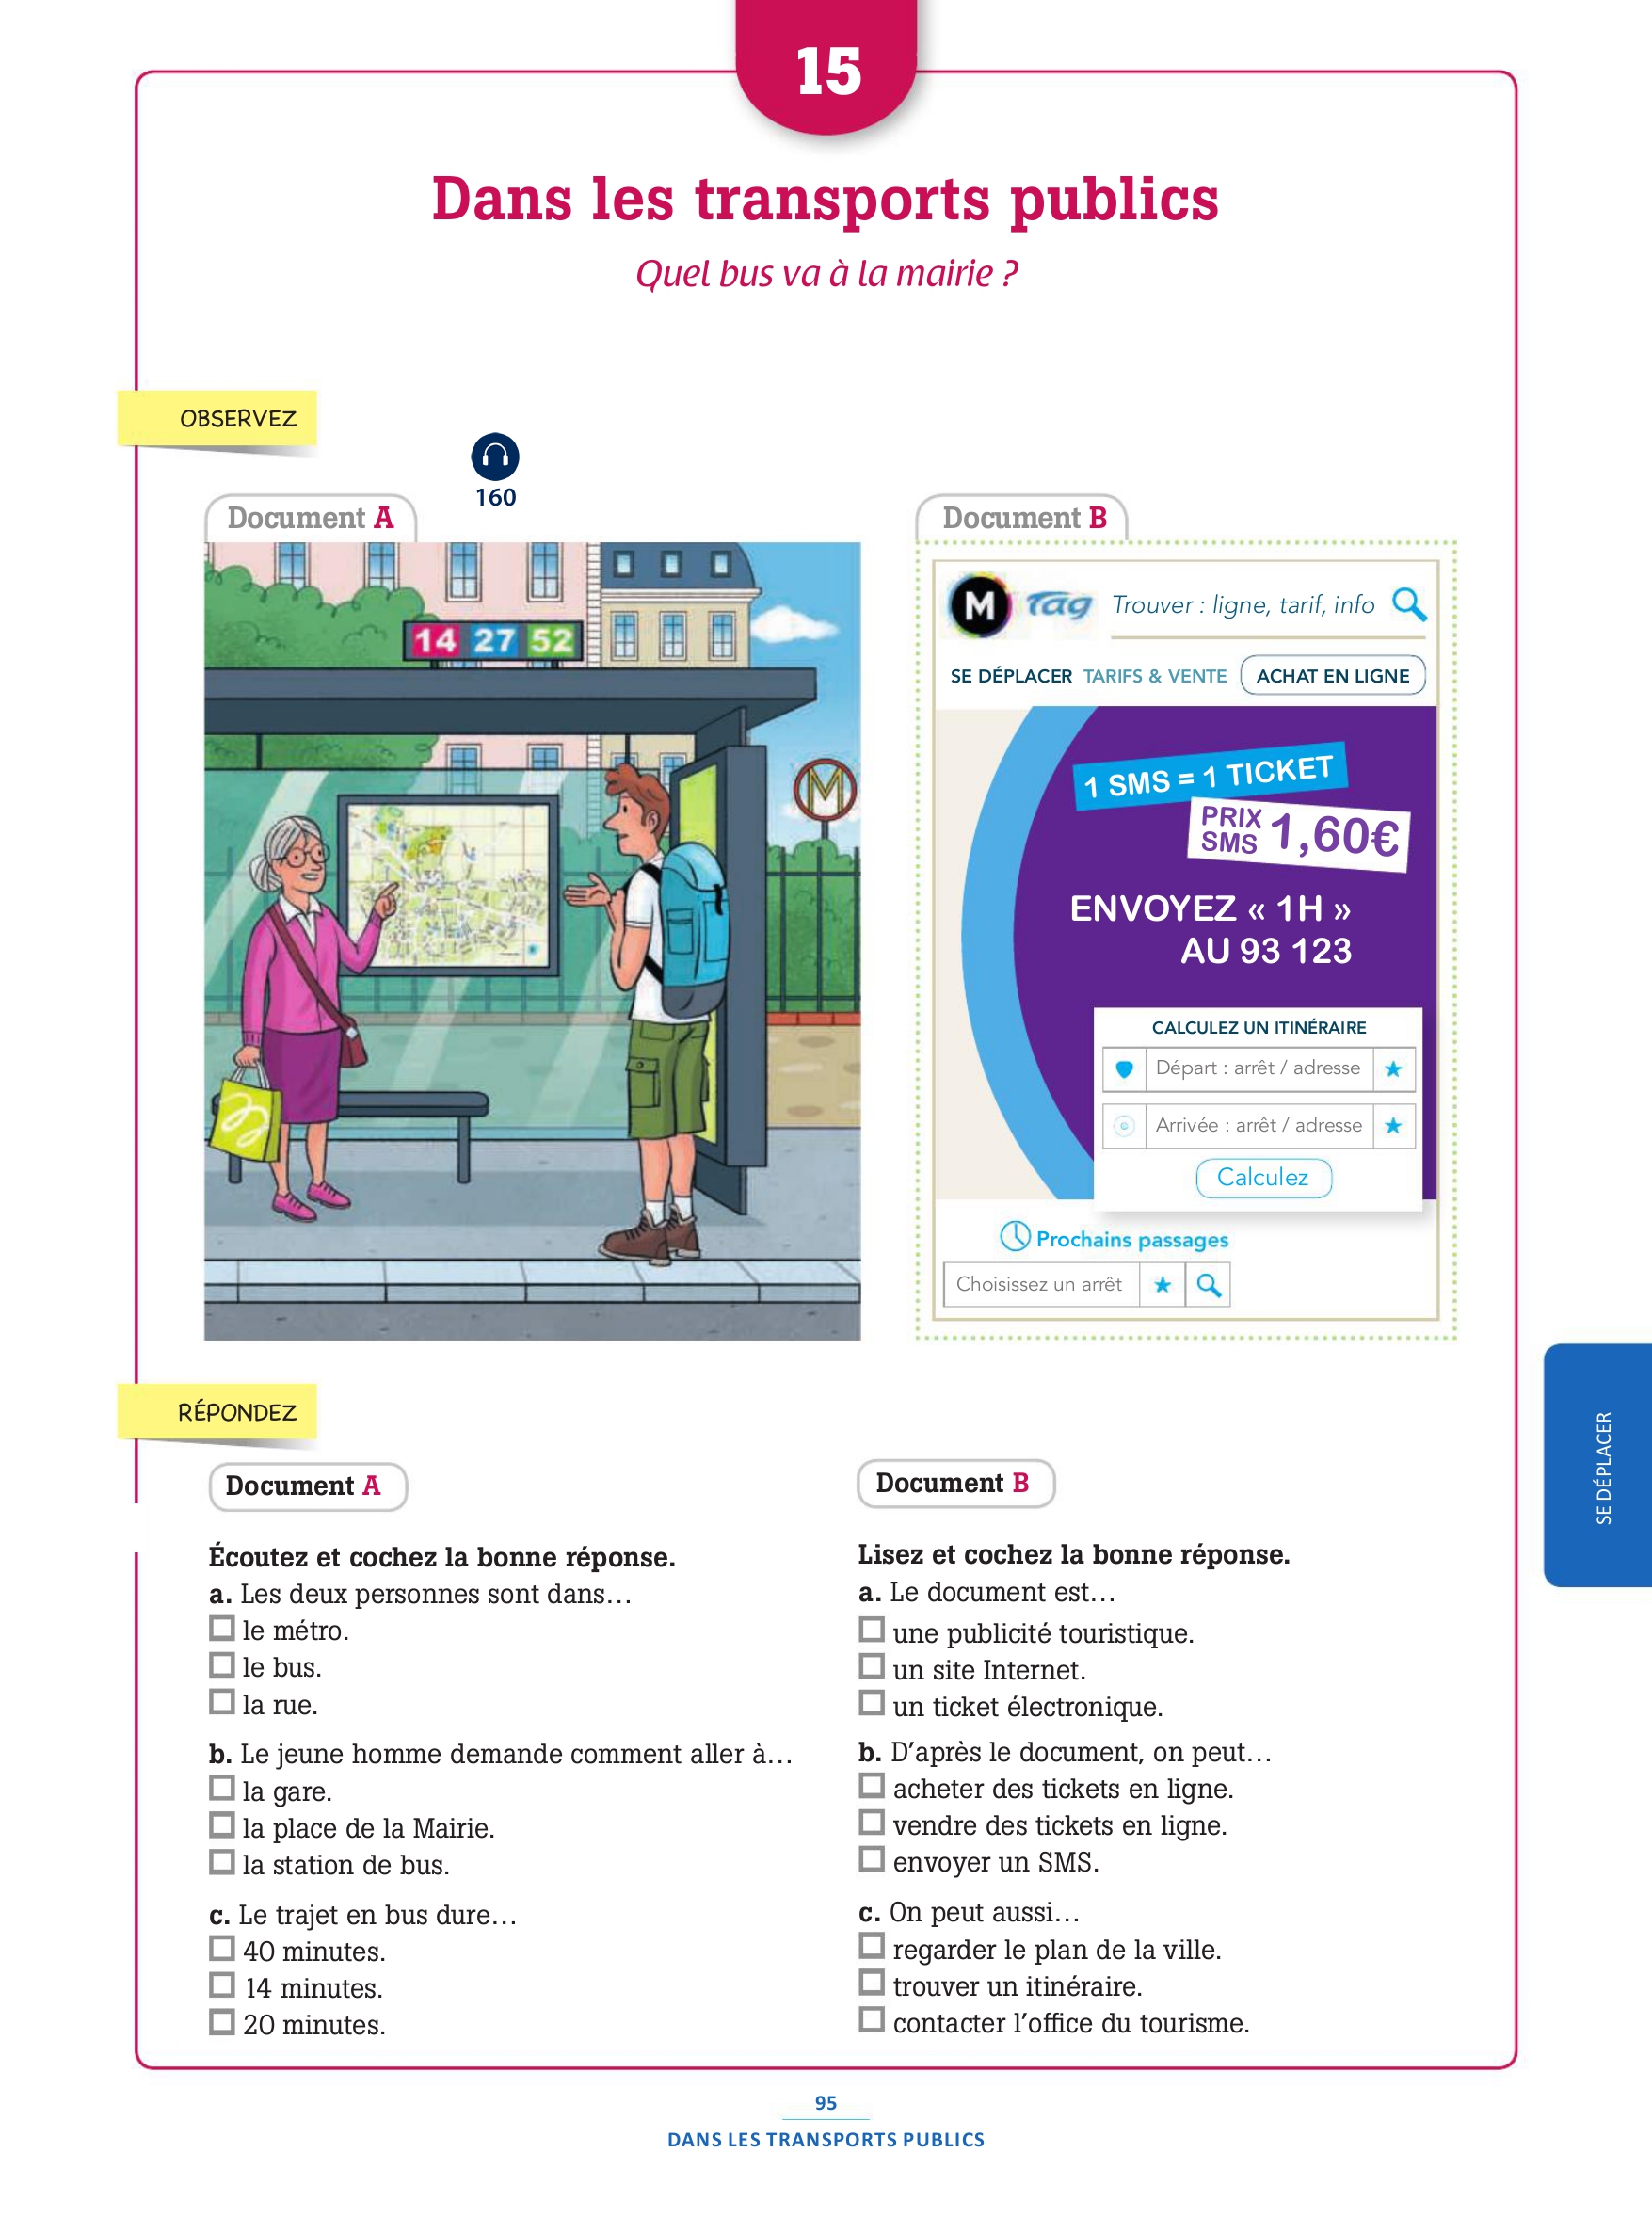 15
Dans les transports publics
Quel bus va à la mairie ?
OBSERVEZ
160
Document A
14 27 52
M
Document B
M Tag Trouver : ligne, tarif, info
SE DÉPLACER TARIFS & VENTE ACHAT EN LIGNE
1 SMS = 1 TICKET
PRIX SMS 1,60€
ENVOYEZ « 1H »
AU 93 123
CALCULEZ UN ITINÉRAIRE
Départ : arrêt / adresse
Arrivée : arrêt / adresse
Calculez
Prochains passages
Choisissez un arrêt
RÉPONDEZ
Document A
Écoutez et cochez la bonne réponse.
a. Les deux personnes sont dans…
le métro.
le bus.
la rue.
b. Le jeune homme demande comment aller à…
la gare.
la place de la Mairie.
la station de bus.
c. Le trajet en bus dure…
40 minutes.
14 minutes.
20 minutes.
Document B
Lisez et cochez la bonne réponse.
a. Le document est…
une publicité touristique.
un site Internet.
un ticket électronique.
b. D’après le document, on peut…
acheter des tickets en ligne.
vendre des tickets en ligne.
envoyer un SMS.
c. On peut aussi…
regarder le plan de la ville.
trouver un itinéraire.
contacter l’office du tourisme.
SE DÉPLACER
95
DANS LES TRANSPORTS PUBLICS